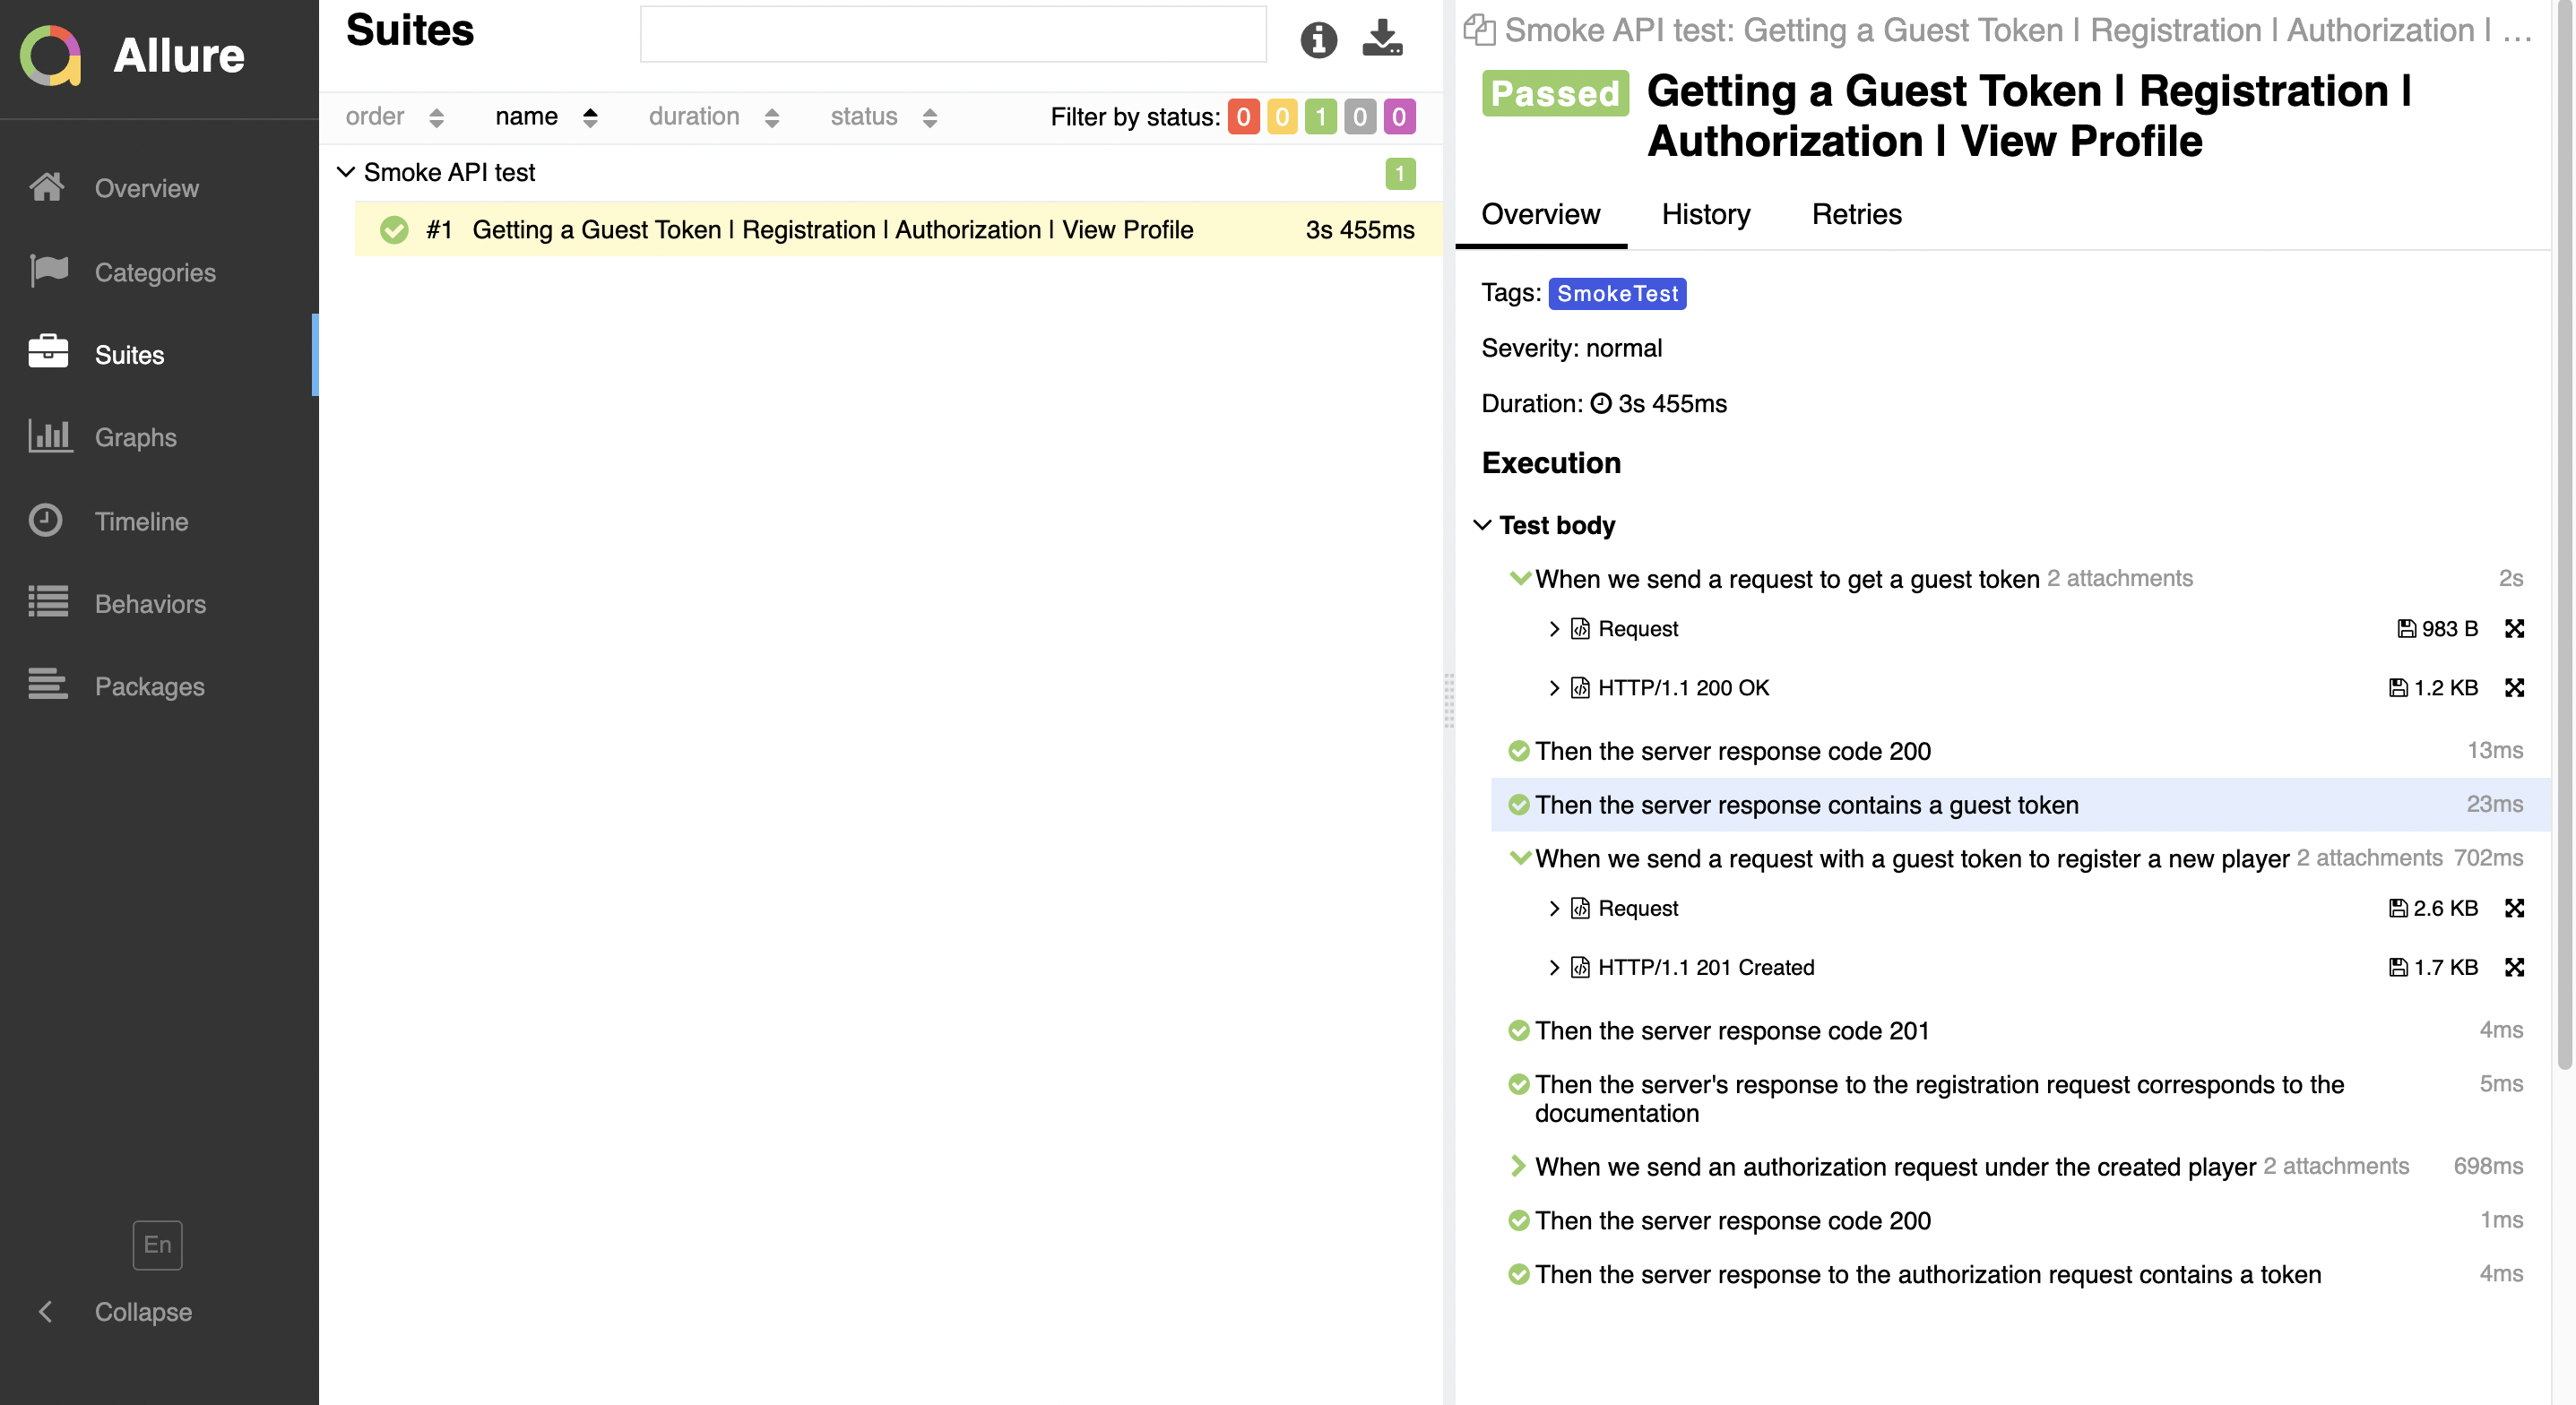 Allure
Overview
Categories
Suites
Graphs
Timeline
Behaviors
Packages
En
Collapse
Suites
order name duration status Filter by status: 0 0 1 0 0
Smoke API test 1
#1 Getting a Guest Token | Registration | Authorization | View Profile 3s 455ms
Smoke API test: Getting a Guest Token | Registration | Authorization | ...
Passed Getting a Guest Token | Registration |
Authorization | View Profile
Overview History Retries
Tags: SmokeTest
Severity: normal
Duration: 3s 455ms
Execution
Test body
When we send a request to get a guest token 2 attachments 2s
Request 983 B
HTTP/1.1 200 OK 1.2 KB
Then the server response code 200 13ms
Then the server response contains a guest token 23ms
When we send a request with a guest token to register a new player 2 attachments 702ms
Request 2.6 KB
HTTP/1.1 201 Created 1.7 KB
Then the server response code 201 4ms
Then the server's response to the registration request corresponds to the 5ms
documentation
When we send an authorization request under the created player 2 attachments 698ms
Then the server response code 200 1ms
Then the server response to the authorization request contains a token 4ms